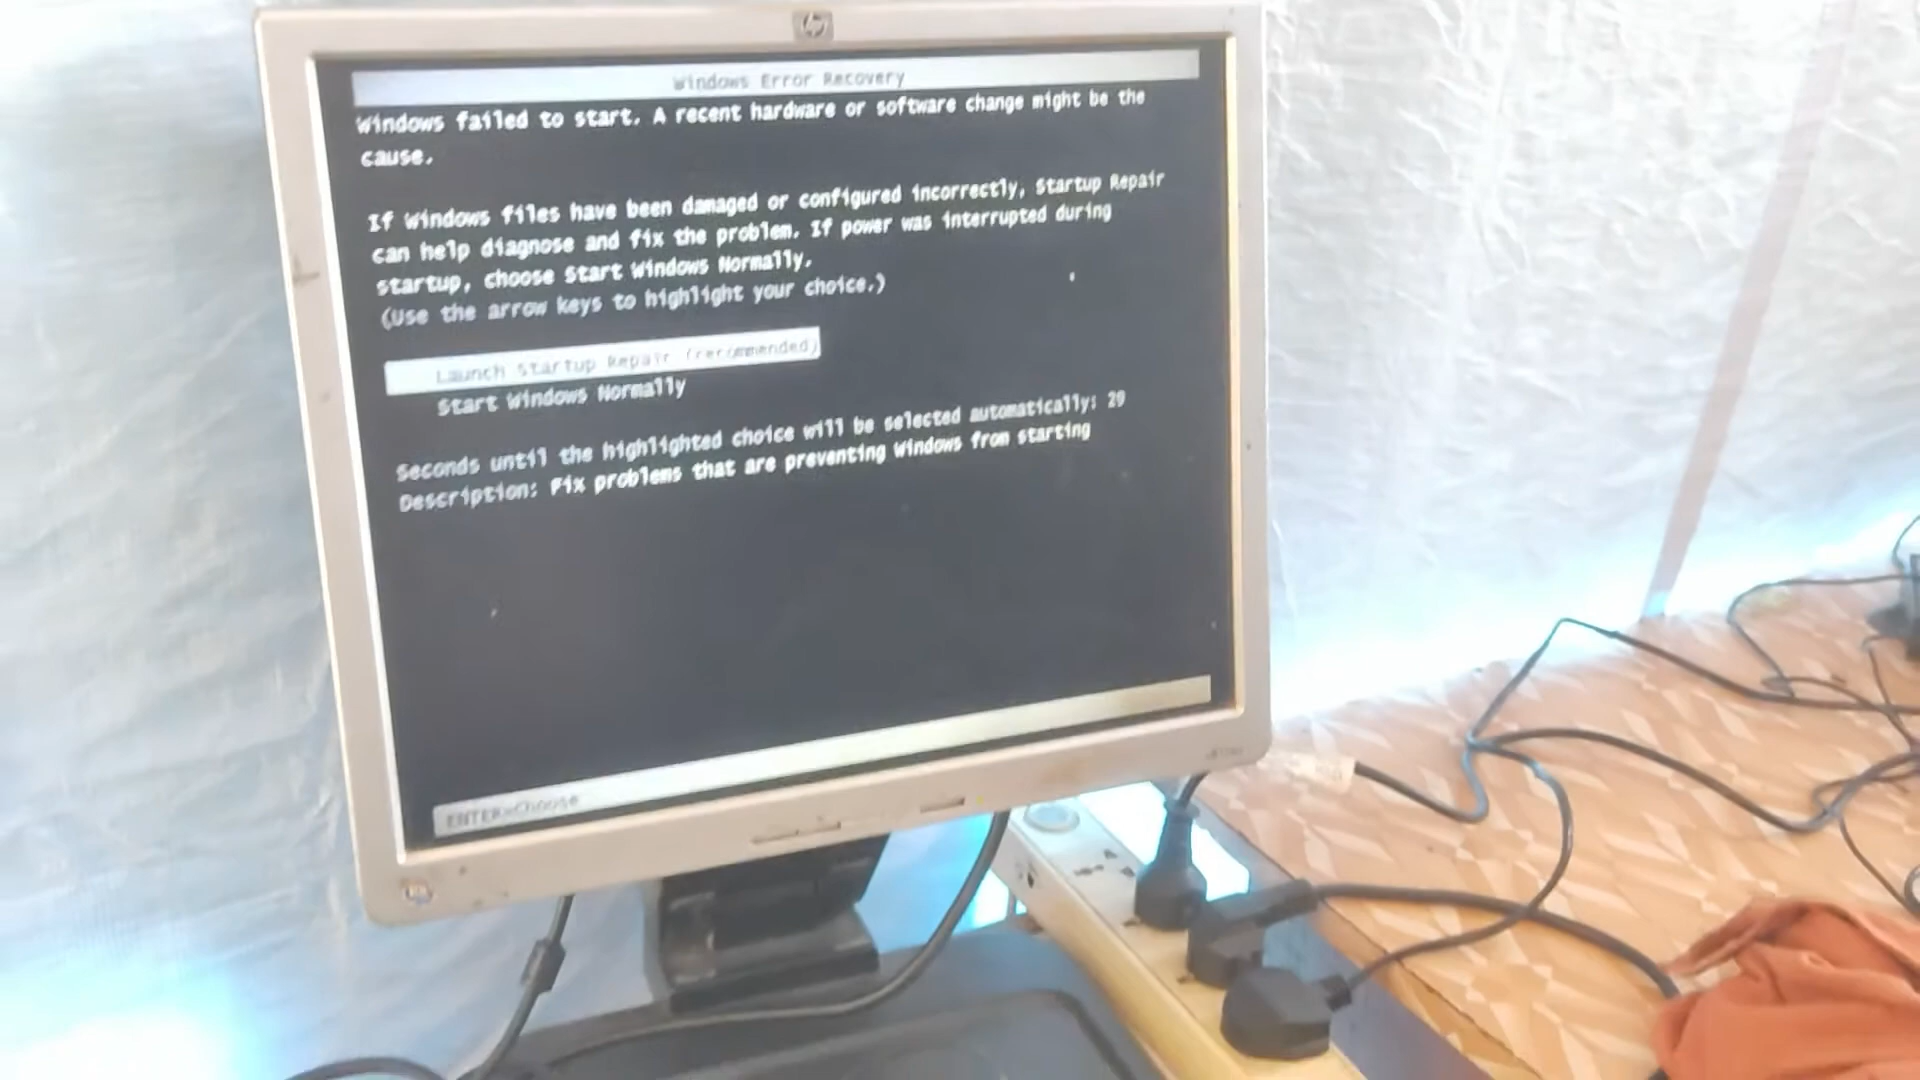 hp
Windows Error Recovery
Windows failed to start. A recent hardware or software change might be the
cause.
If Windows files have been damaged or configured incorrectly, Startup Repair
can help diagnose and fix the problem. If power was interrupted during
startup, choose Start Windows Normally.
(Use the arrow keys to highlight your choice.)
Launch Startup Repair (recommended)
Start Windows Normally
Seconds until the highlighted choice will be selected automatically: 29
Description: Fix problems that are preventing Windows from starting
ENTER=Choose